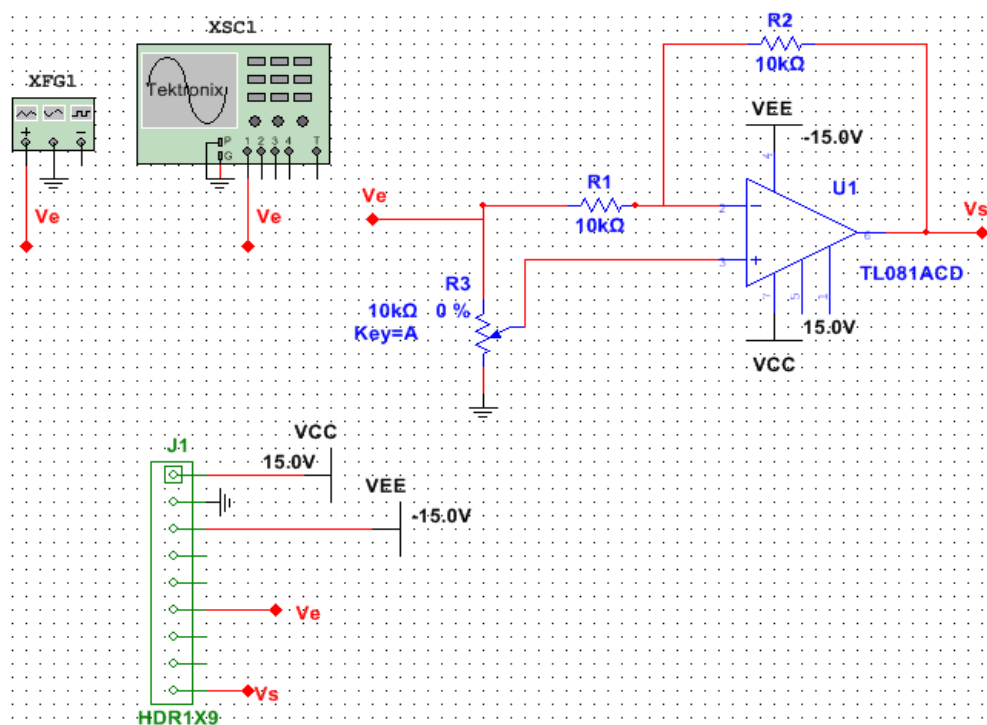 XSC1
XFG1
Tektronix
P
G
1 2 3 4 T
+ -
Ve
Ve
Ve
R2
10kΩ
VEE
-15.0V
4
R1
10kΩ
U1
2
3
6
Vs
TL081ACD
7
5
1
15.0V
VCC
R3
10kΩ 0 %
Key=A
J1
VCC
15.0V
VEE
-15.0V
Ve
Vs
HDR1X9